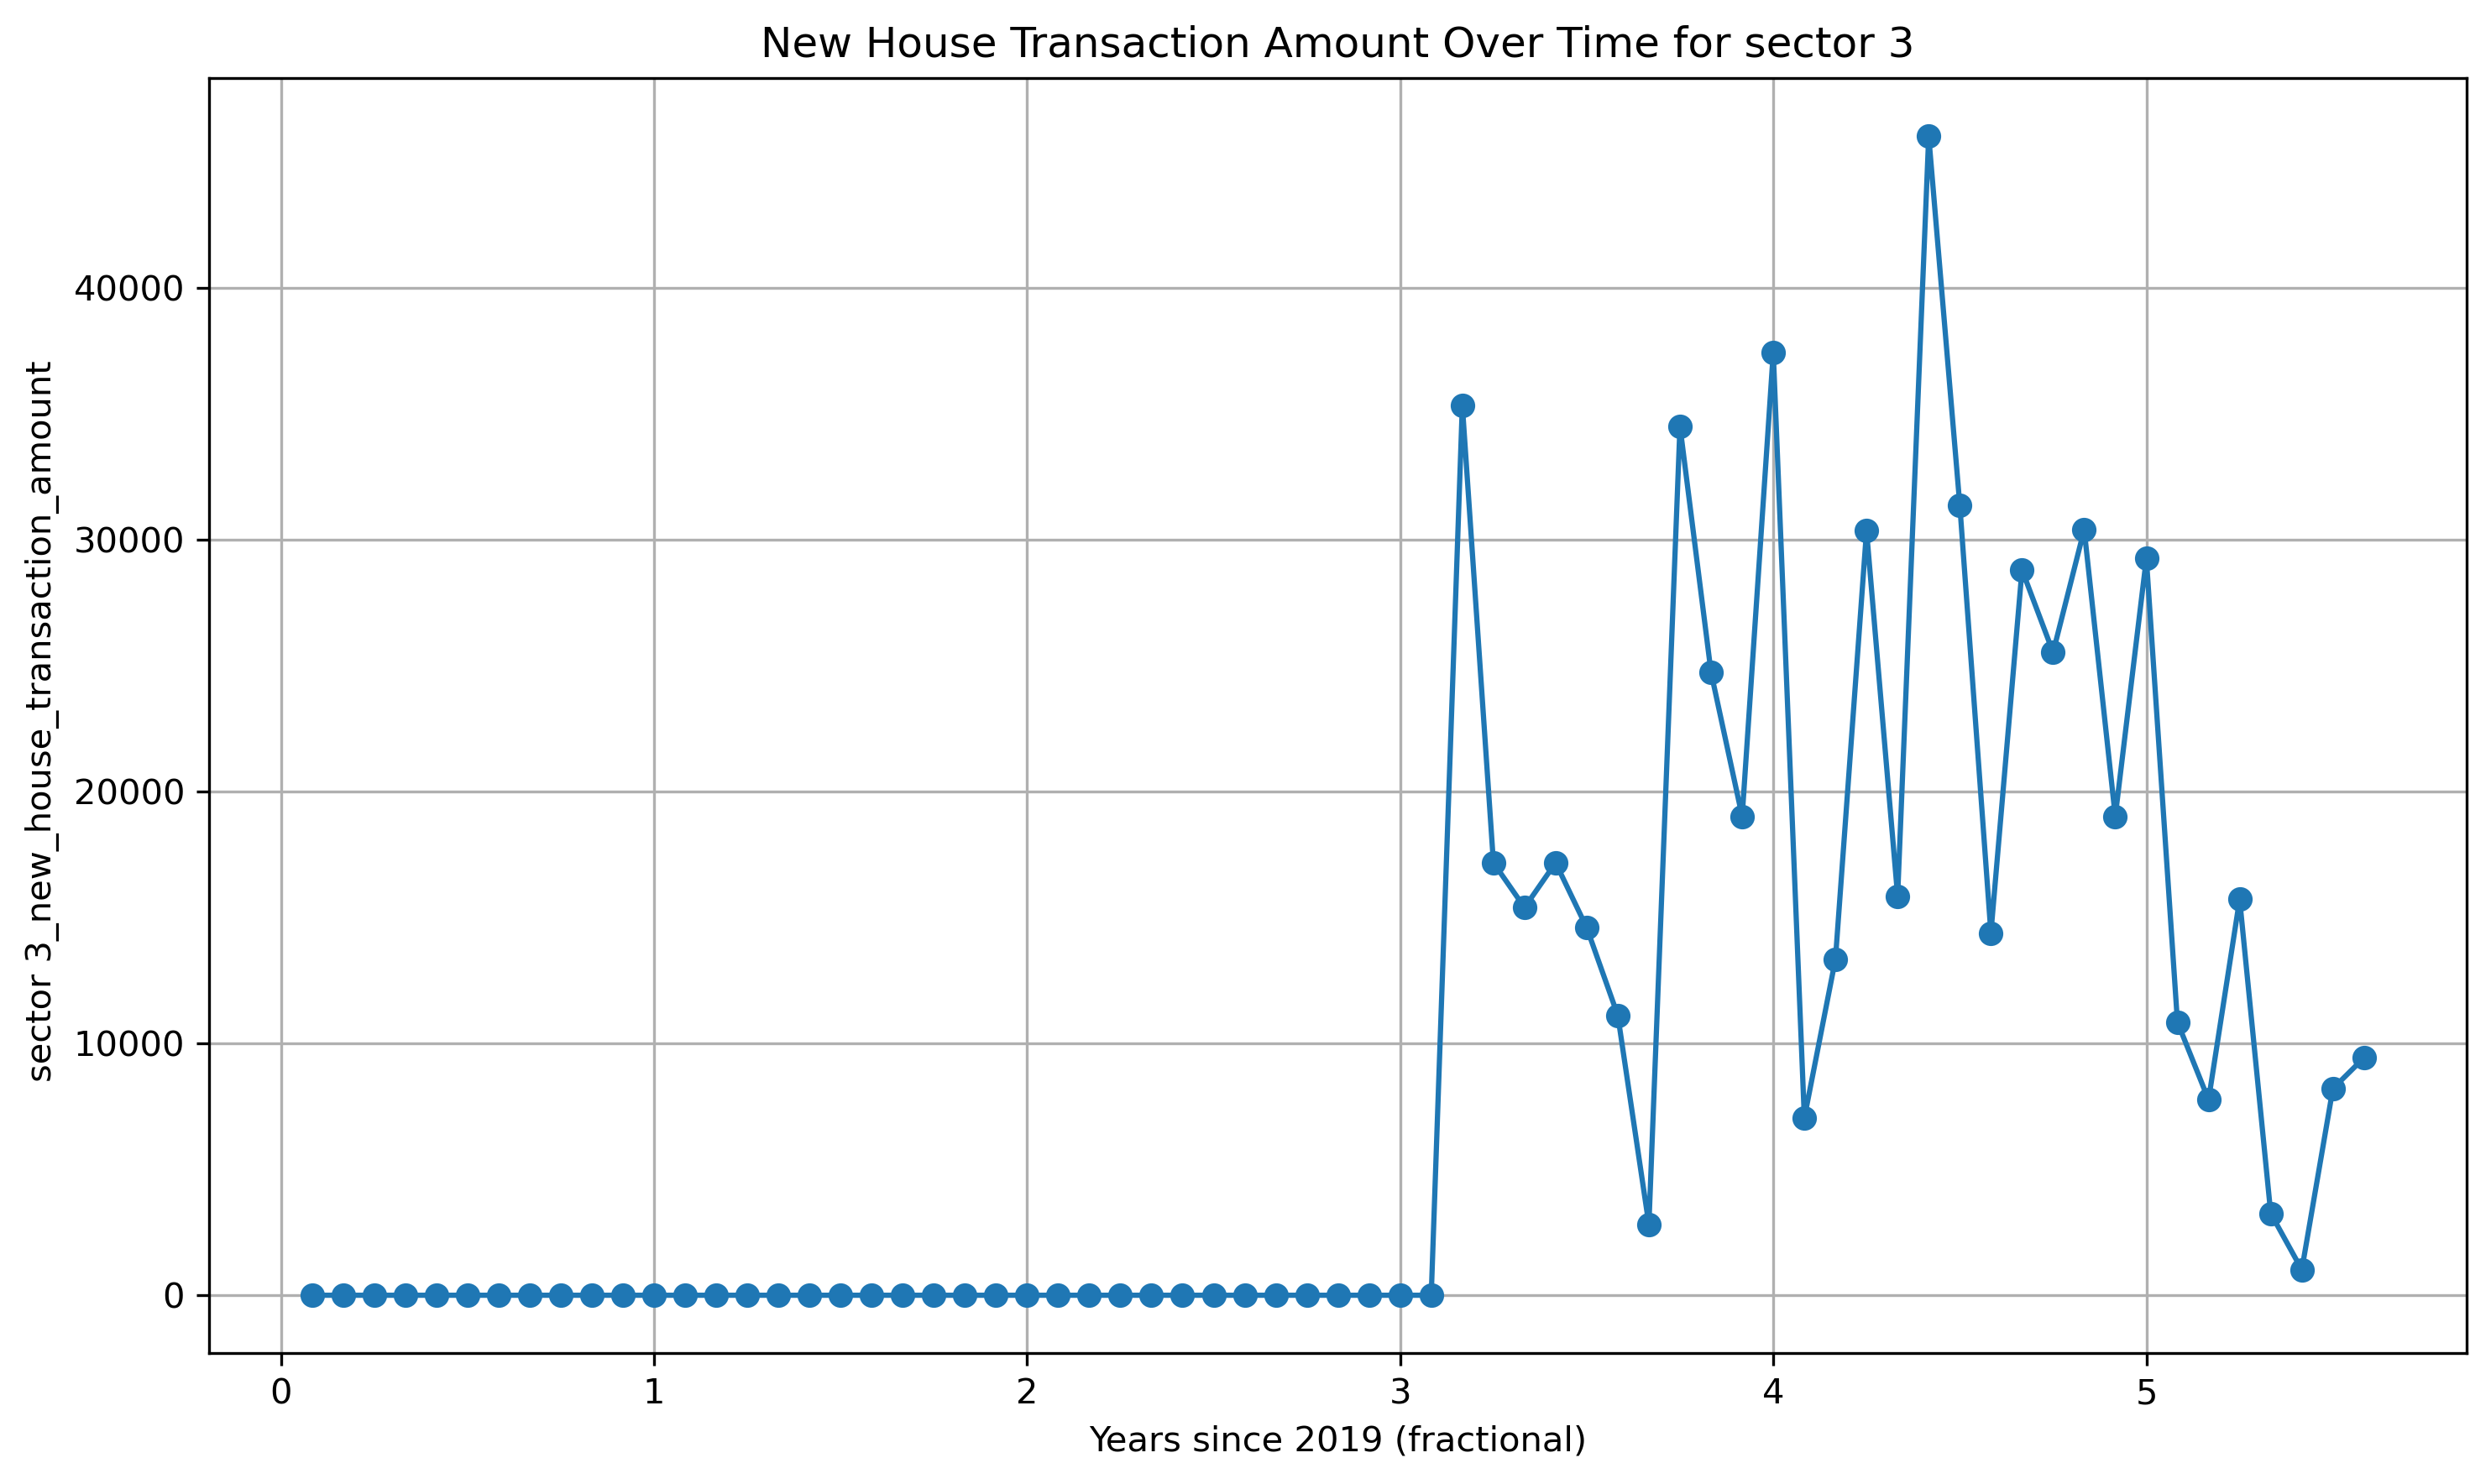 New House Transaction Amount Over Time for sector 3
sector 3_new_house_transaction_amount
40000
30000
20000
10000
0
0 1 2 3 4 5
Years since 2019 (fractional)